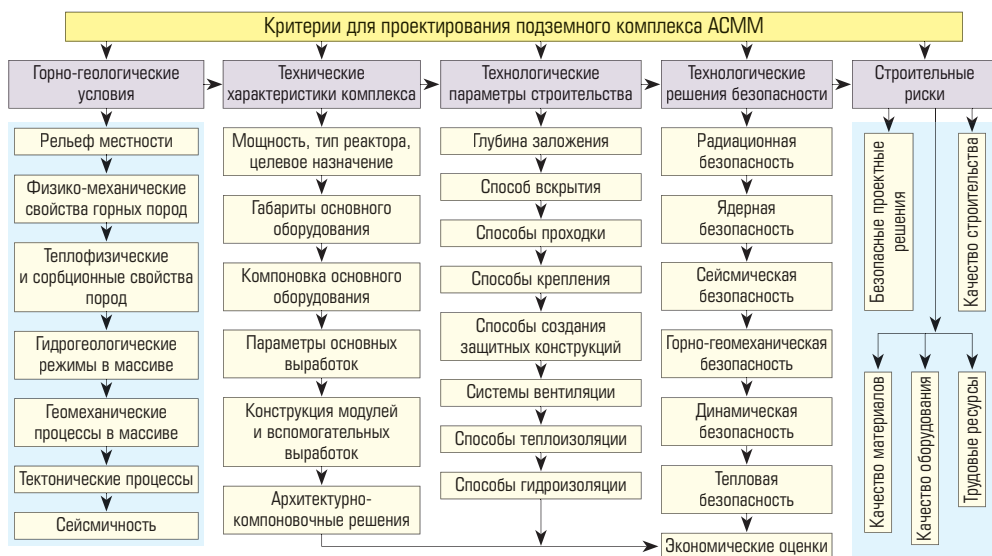 Критерии для проектирования подземного комплекса АСММ
Горно-геологические
условия
Рельеф местности
Физико-механические
свойства горных пород
Теплофизические
и сорбционные свойства
пород
Гидрогеологические
режимы в массиве
Геомеханические
процессы в массиве
Тектонические процессы
Сейсмичность
Технические
характеристики комплекса
Мощность, тип реактора,
целевое назначение
Габариты основного
оборудования
Компоновка основного
оборудования
Параметры основных
выработок
Конструкция модулей
и вспомогательных
выработок
Архитектурно-
компоновочные решения
Технологические
параметры строительства
Глубина заложения
Способ вскрытия
Способы проходки
Способы крепления
Способы создания
защитных конструкций
Системы вентиляции
Способы теплоизоляции
Способы гидроизоляции
Технологические
решения безопасности
Радиационная
безопасность
Ядерная
безопасность
Сейсмическая
безопасность
Горно-геомеханическая
безопасность
Динамическая
безопасность
Тепловая
безопасность
Экономические оценки
Строительные
риски
Безопасные проектные
решения
Качество строительства
Качество материалов
Качество оборудования
Трудовые ресурсы